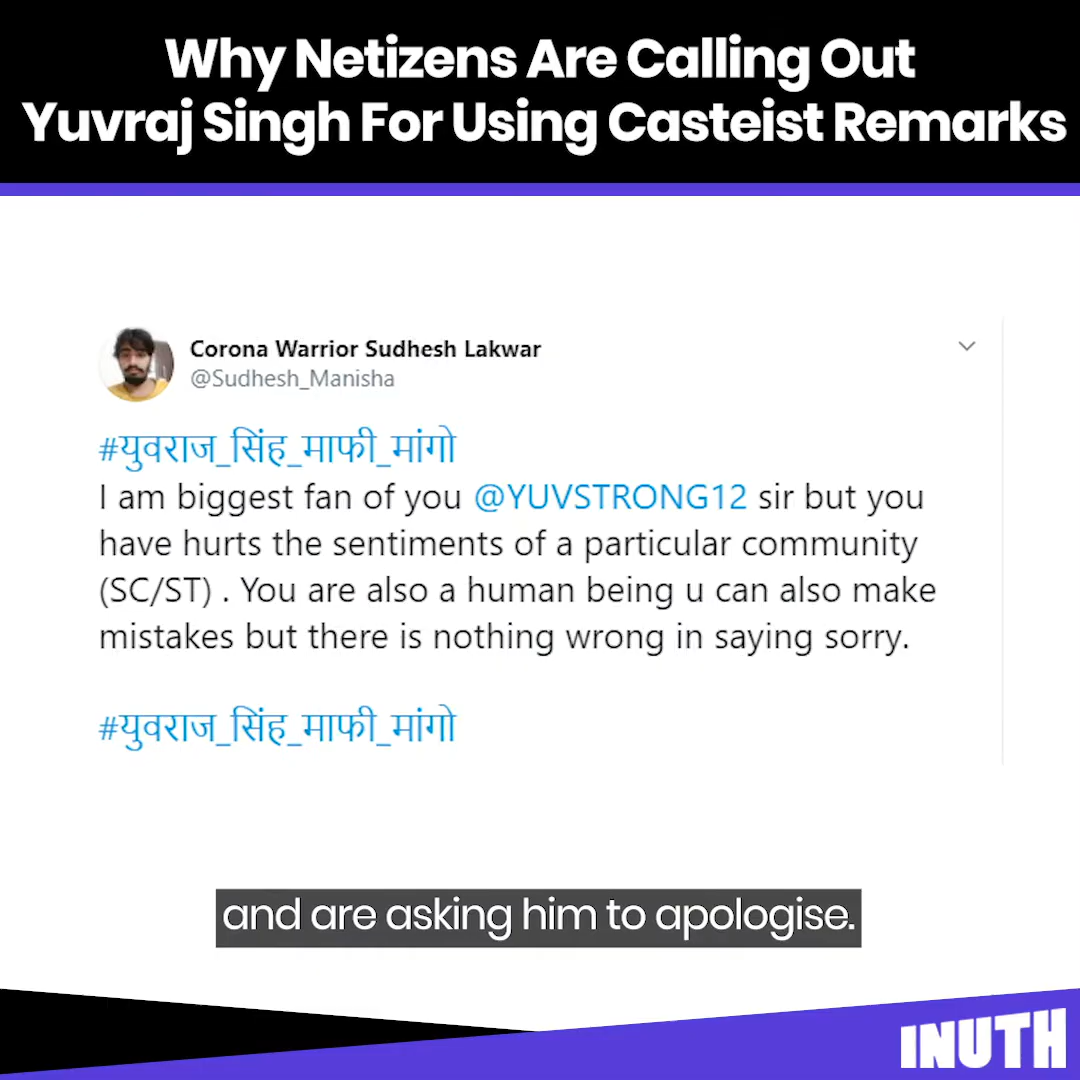 Why Netizens Are Calling Out
Yuvraj Singh For Using Casteist Remarks
Corona Warrior Sudhesh Lakwar
@Sudhesh_Manisha
#युवराज_सिंह_माफी_मांगो
I am biggest fan of you @YUVSTRONG12 sir but you
have hurts the sentiments of a particular community
(SC/ST) . You are also a human being u can also make
mistakes but there is nothing wrong in saying sorry.
#युवराज_सिंह_माफी_मांगो
and are asking him to apologise.
INUTH